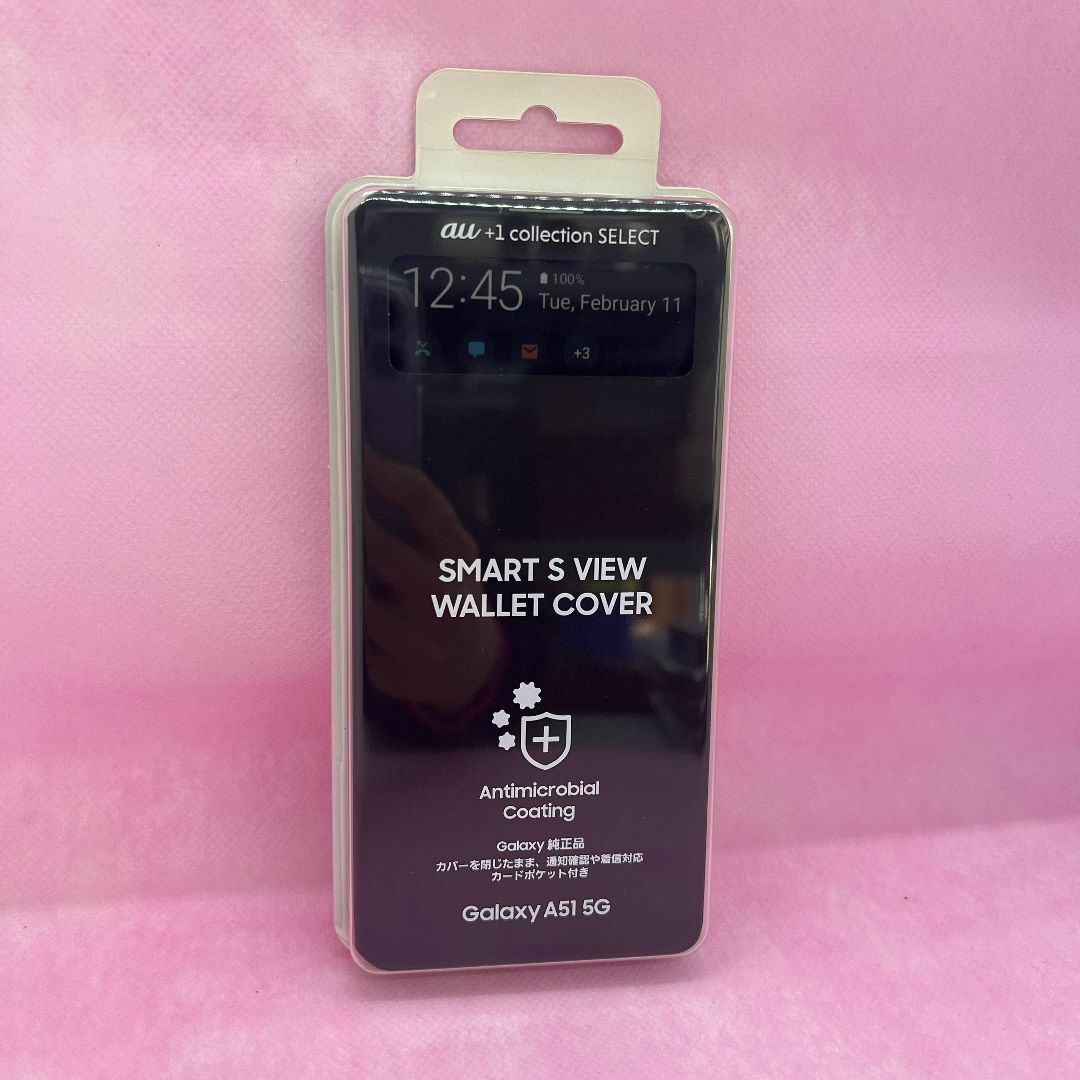 au +1 collection SELECT
12:45
100%
Tue, February 11
+3
SMART S VIEW
WALLET COVER
Antimicrobial
Coating
Galaxy 純正品
カバーを閉じたまま、通知確認や着信対応
カードポケット付き
Galaxy A51 5G